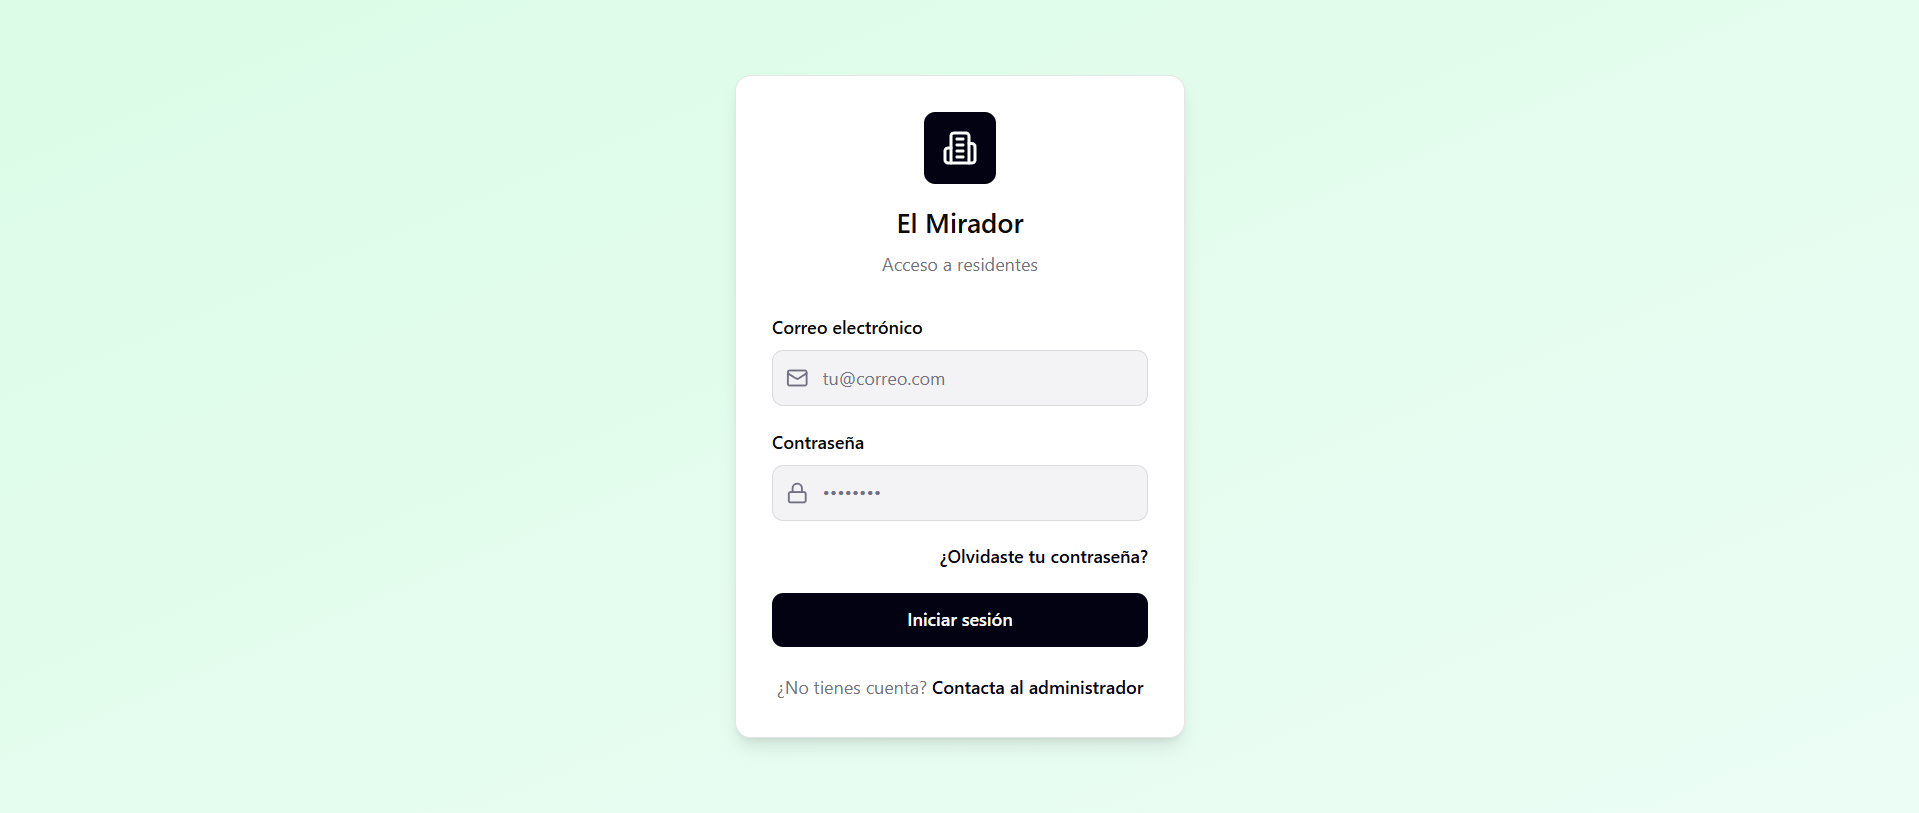 El Mirador
Acceso a residentes
Correo electrónico
tu@correo.com
Contraseña
••••••••
¿Olvidaste tu contraseña?
Iniciar sesión
¿No tienes cuenta? Contacta al administrador